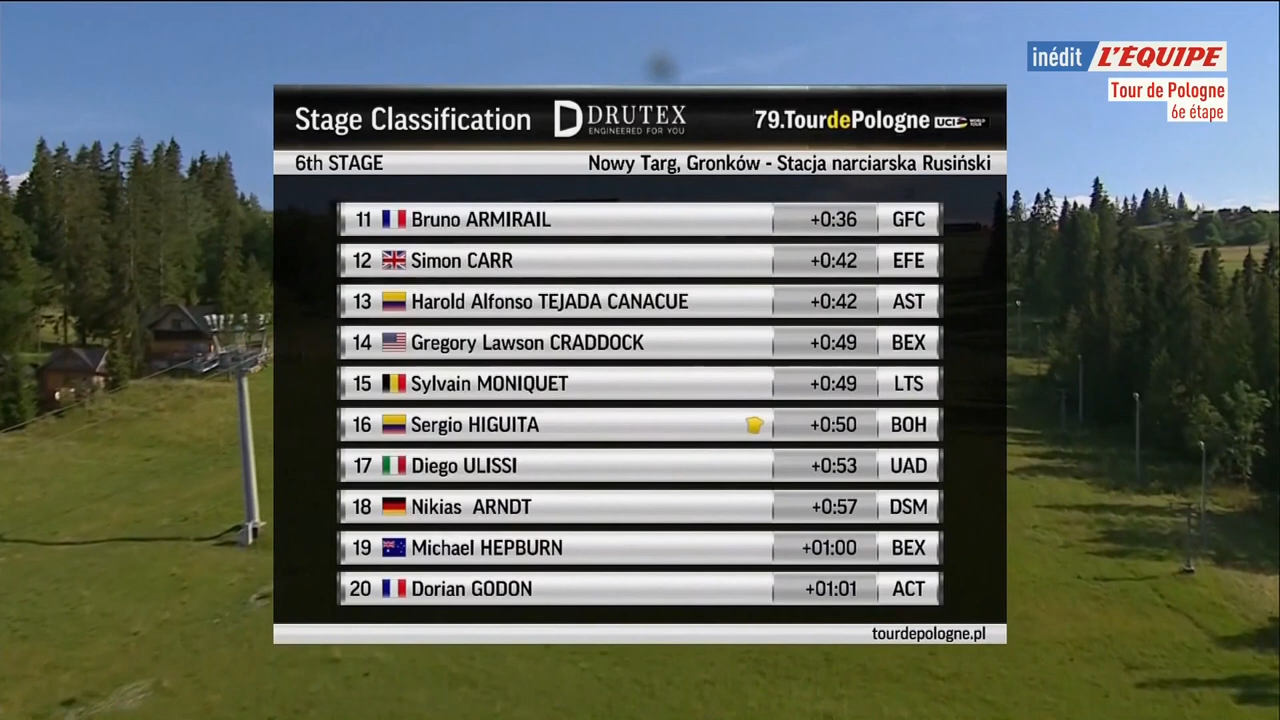 inédit L'ÉQUIPE
Tour de Pologne
6e étape
Stage Classification DRUTEX 79.TourdePologne UCI WORLD TOUR
ENGINEERED FOR YOU
6th STAGE Nowy Targ, Gronków - Stacja narciarska Rusiński
11 Bruno ARMIRAIL +0:36 GFC
12 Simon CARR +0:42 EFE
13 Harold Alfonso TEJADA CANACUE +0:42 AST
14 Gregory Lawson CRADDOCK +0:49 BEX
15 Sylvain MONIQUET +0:49 LTS
16 Sergio HIGUITA +0:50 BOH
17 Diego ULISSI +0:53 UAD
18 Nikias ARNDT +0:57 DSM
19 Michael HEPBURN +01:00 BEX
20 Dorian GODON +01:01 ACT
tourdepologne.pl